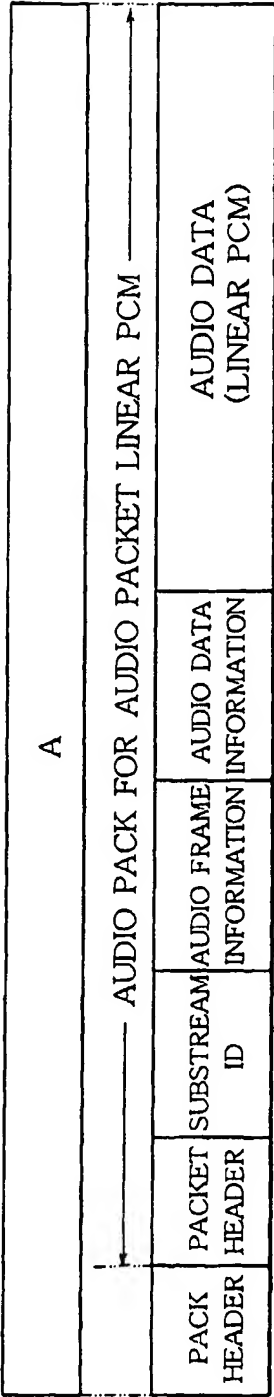 A
AUDIO PACK FOR AUDIO PACKET LINEAR PCM
PACK
HEADER
PACKET
HEADER
SUBSTREAM
ID
AUDIO FRAME
INFORMATION
AUDIO DATA
INFORMATION
AUDIO DATA
(LINEAR PCM)